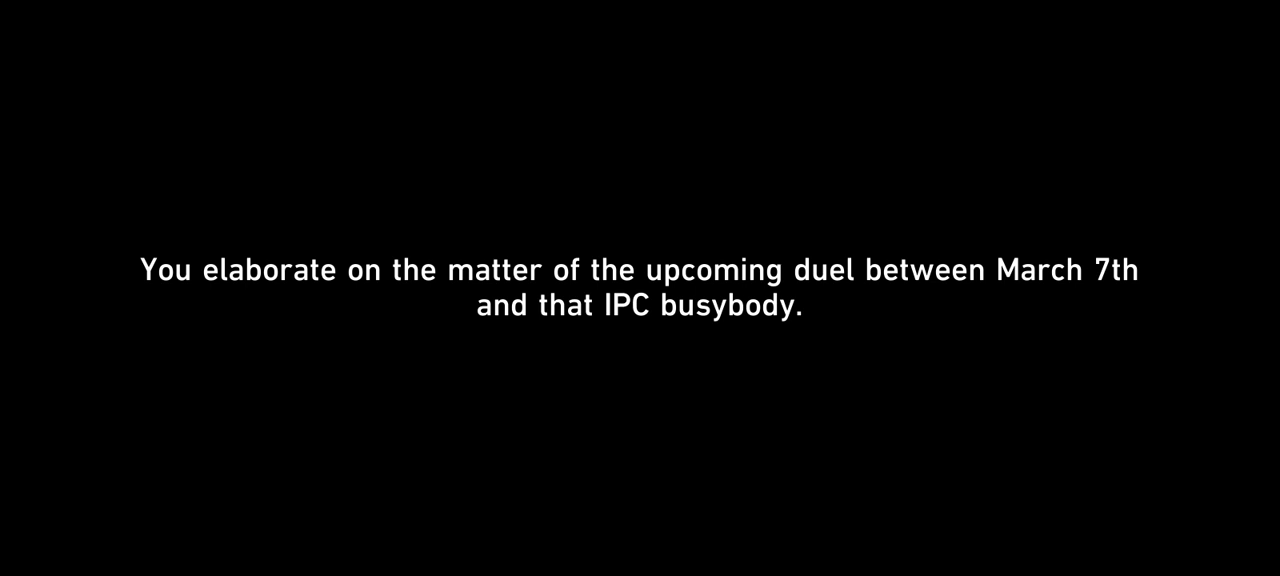 You elaborate on the matter of the upcoming duel between March 7th
and that IPC busybody.